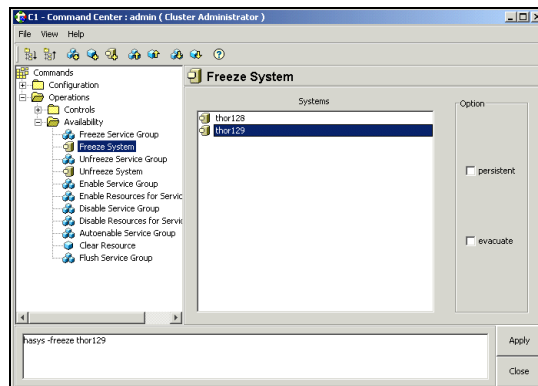 C1 - Command Center : admin ( Cluster Administrator )
File View Help
Commands
Configuration
Operations
Controls
Availability
Freeze Service Group
Freeze System
Unfreeze Service Group
Unfreeze System
Enable Service Group
Enable Resources for Servic
Disable Service Group
Disable Resources for Servic
Autoenable Service Group
Clear Resource
Flush Service Group
Freeze System
Systems
thor128
thor129
Option
persistent
evacuate
hasys -freeze thor129
Apply
Close